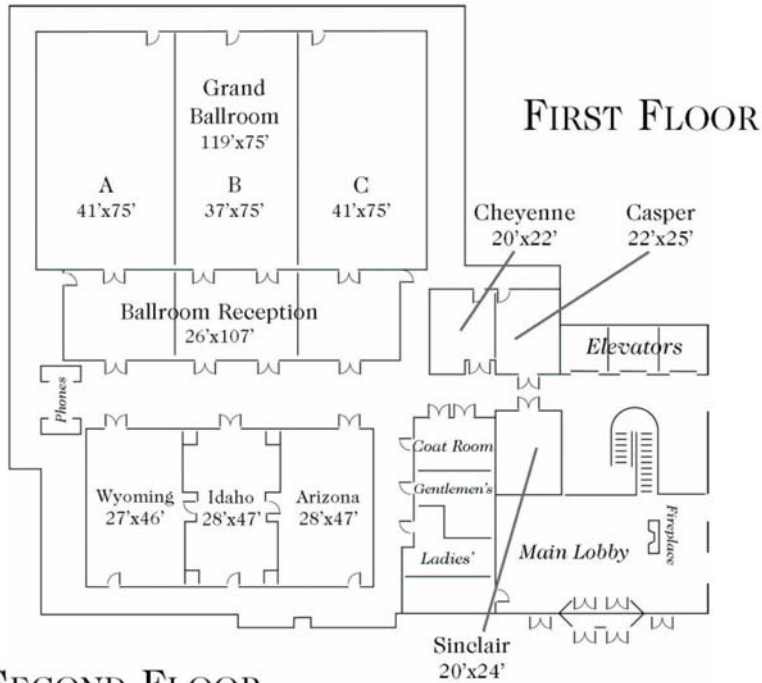 FIRST FLOOR
Grand
Ballroom
119'x75'
A
41'x75'
B
37'x75'
C
41'x75'
Cheyenne
20'x22'
Casper
22'x25'
Ballroom Reception
26'x107'
Elevators
Phones
Coat Room
Gentlemen's
Ladies'
Wyoming
27'x46'
Idaho
28'x47'
Arizona
28'x47'
Main Lobby
Fireplace
Sinclair
20'x24'
SECOND FLOOR